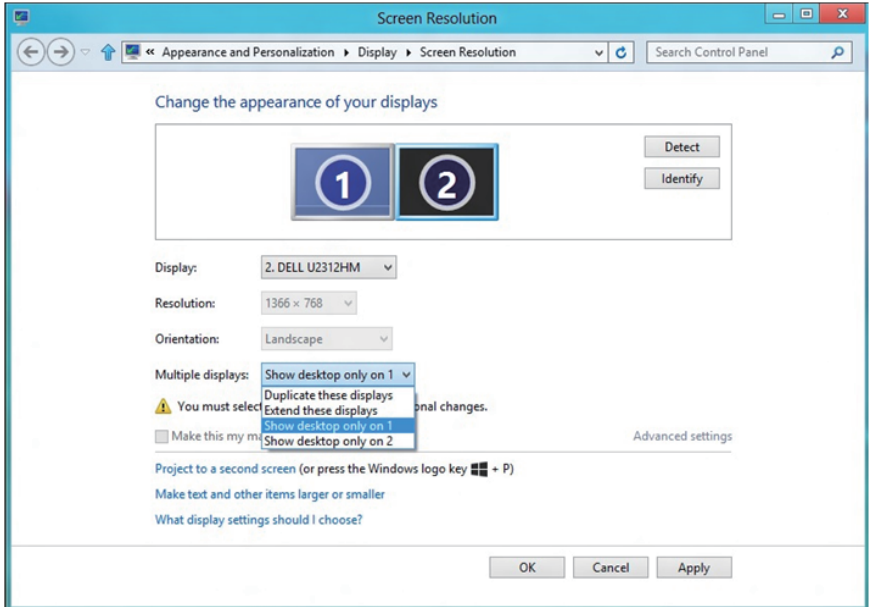 Screen Resolution
« Appearance and Personalization Display Screen Resolution Search Control Panel
Change the appearance of your displays
1 2
Detect
Identify
Display: 2. DELL U2312HM
Resolution: 1366 × 768
Orientation: Landscape
Multiple displays: Show desktop only on 1
Duplicate these displays
You must selec onal changes.
Extend these displays
Show desktop only on 1
Make this my ma Advanced settings
Show desktop only on 2
Project to a second screen (or press the Windows logo key + P)
Make text and other items larger or smaller
What display settings should I choose?
OK Cancel Apply